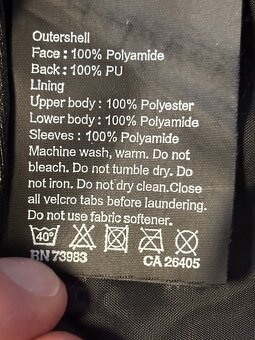 Outershell
Face : 100% Polyamide
Back : 100% PU
Lining
Upper body : 100% Polyester
Lower body : 100% Polyamide
Sleeves : 100% Polyamide
Machine wash, warm. Do not
bleach. Do not tumble dry. Do
not iron. Do not dry clean.Close
all velcro tabs before laundering.
Do not use fabric softener.
40°
RN 73983 CA 26405